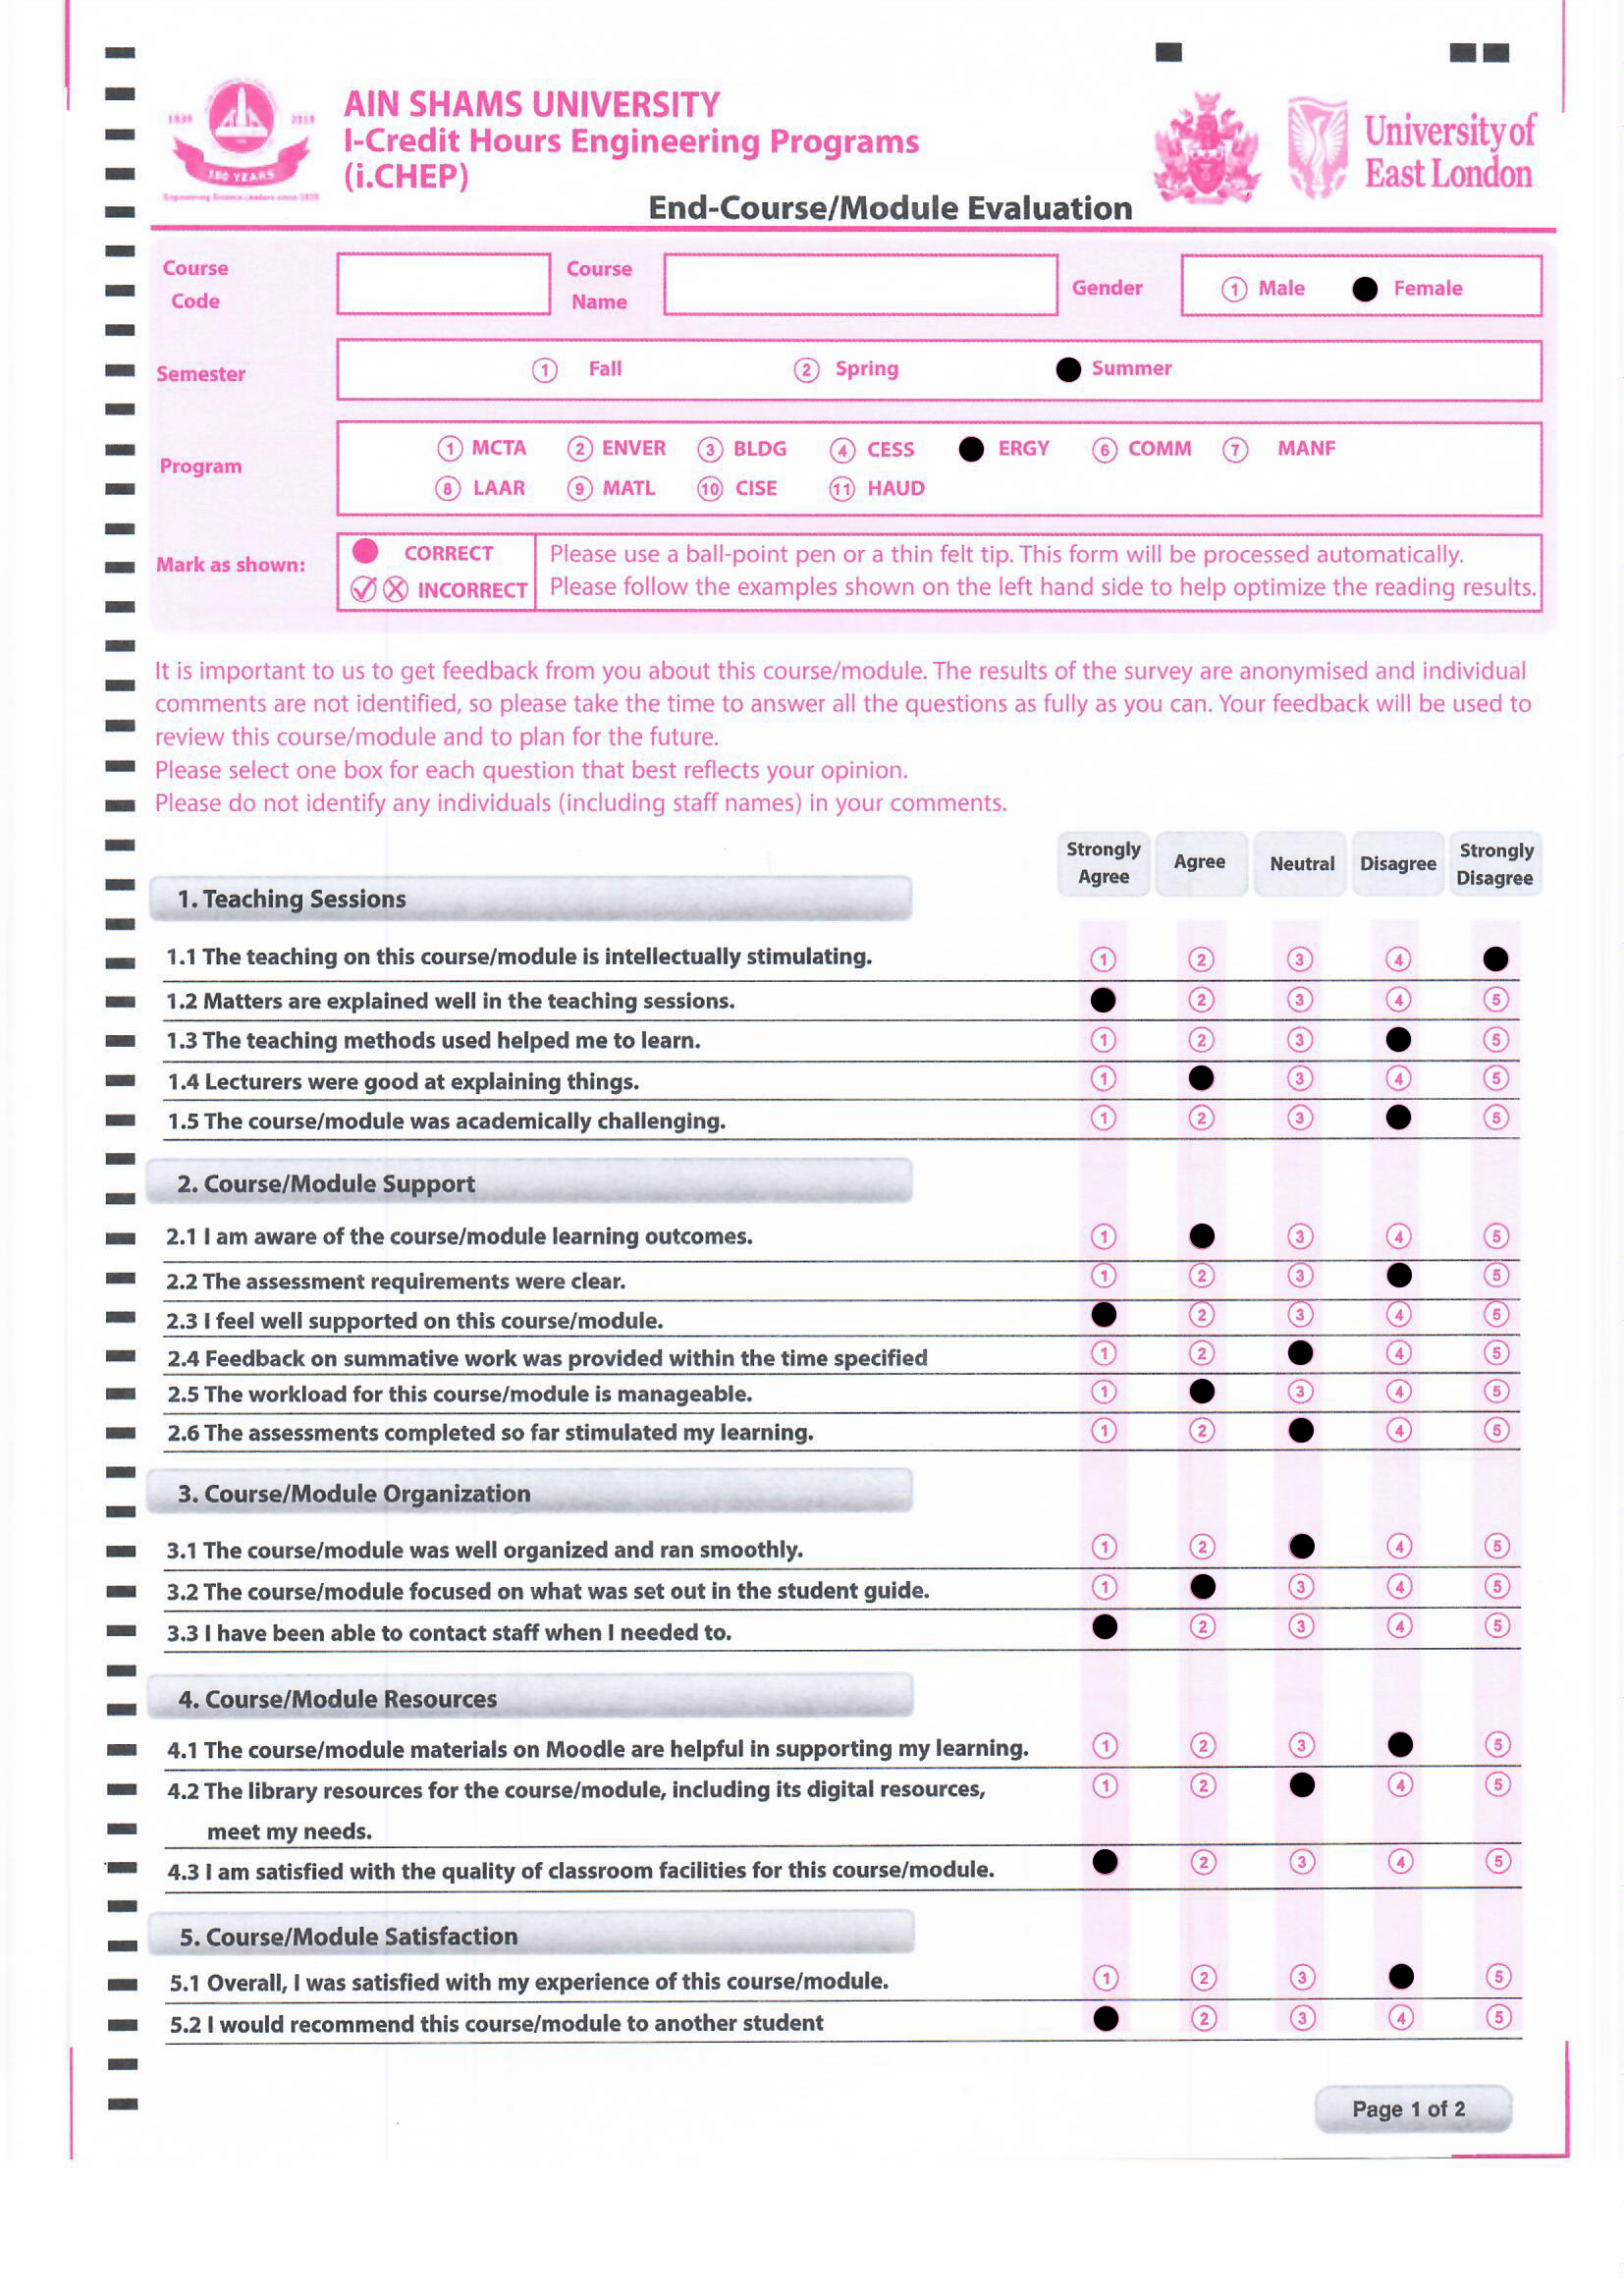 1839 2019
180 YEARS
AIN SHAMS UNIVERSITY
I-Credit Hours Engineering Programs
(i.CHEP)
University of
East London
End-Course/Module Evaluation
Course Code Course Name Gender 1 Male Female
Semester 1 Fall 2 Spring Summer
Program 1 MCTA 2 ENVER 3 BLDG 4 CESS ERGY 6 COMM 7 MANF
8 LAAR 9 MATL 10 CISE 11 HAUD
Mark as shown: CORRECT Please use a ball-point pen or a thin felt tip. This form will be processed automatically.
INCORRECT Please follow the examples shown on the left hand side to help optimize the reading results.
It is important to us to get feedback from you about this course/module. The results of the survey are anonymised and individual
comments are not identified, so please take the time to answer all the questions as fully as you can. Your feedback will be used to
review this course/module and to plan for the future.
Please select one box for each question that best reflects your opinion.
Please do not identify any individuals (including staff names) in your comments.
Strongly Agree Agree Neutral Disagree Strongly Disagree
1. Teaching Sessions
1.1 The teaching on this course/module is intellectually stimulating. 1 2 3 4
1.2 Matters are explained well in the teaching sessions. 2 3 4 5
1.3 The teaching methods used helped me to learn. 1 2 3 5
1.4 Lecturers were good at explaining things. 1 3 4 5
1.5 The course/module was academically challenging. 1 2 3 5
2. Course/Module Support
2.1 I am aware of the course/module learning outcomes. 1 3 4 5
2.2 The assessment requirements were clear. 1 2 3 5
2.3 I feel well supported on this course/module. 2 3 4 5
2.4 Feedback on summative work was provided within the time specified 1 2 4 5
2.5 The workload for this course/module is manageable. 1 3 4 5
2.6 The assessments completed so far stimulated my learning. 1 2 4 5
3. Course/Module Organization
3.1 The course/module was well organized and ran smoothly. 1 2 4 5
3.2 The course/module focused on what was set out in the student guide. 1 3 4 5
3.3 I have been able to contact staff when I needed to. 2 3 4 5
4. Course/Module Resources
4.1 The course/module materials on Moodle are helpful in supporting my learning. 1 2 3 5
4.2 The library resources for the course/module, including its digital resources, 1 2 4 5
meet my needs.
4.3 I am satisfied with the quality of classroom facilities for this course/module. 2 3 4 5
5. Course/Module Satisfaction
5.1 Overall, I was satisfied with my experience of this course/module. 1 2 3 5
5.2 I would recommend this course/module to another student 2 3 4 5
Page 1 of 2